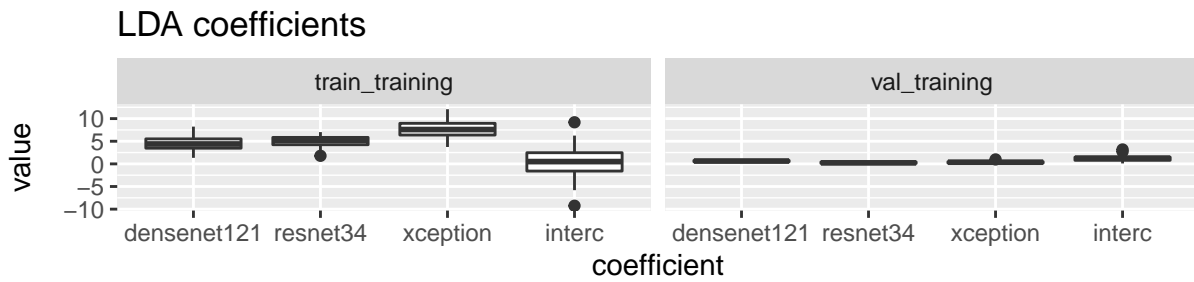 LDA coefficients
train_training
val_training
value
10
5
0
−5
−10
densenet121 resnet34 xception interc
densenet121 resnet34 xception interc
coefficient